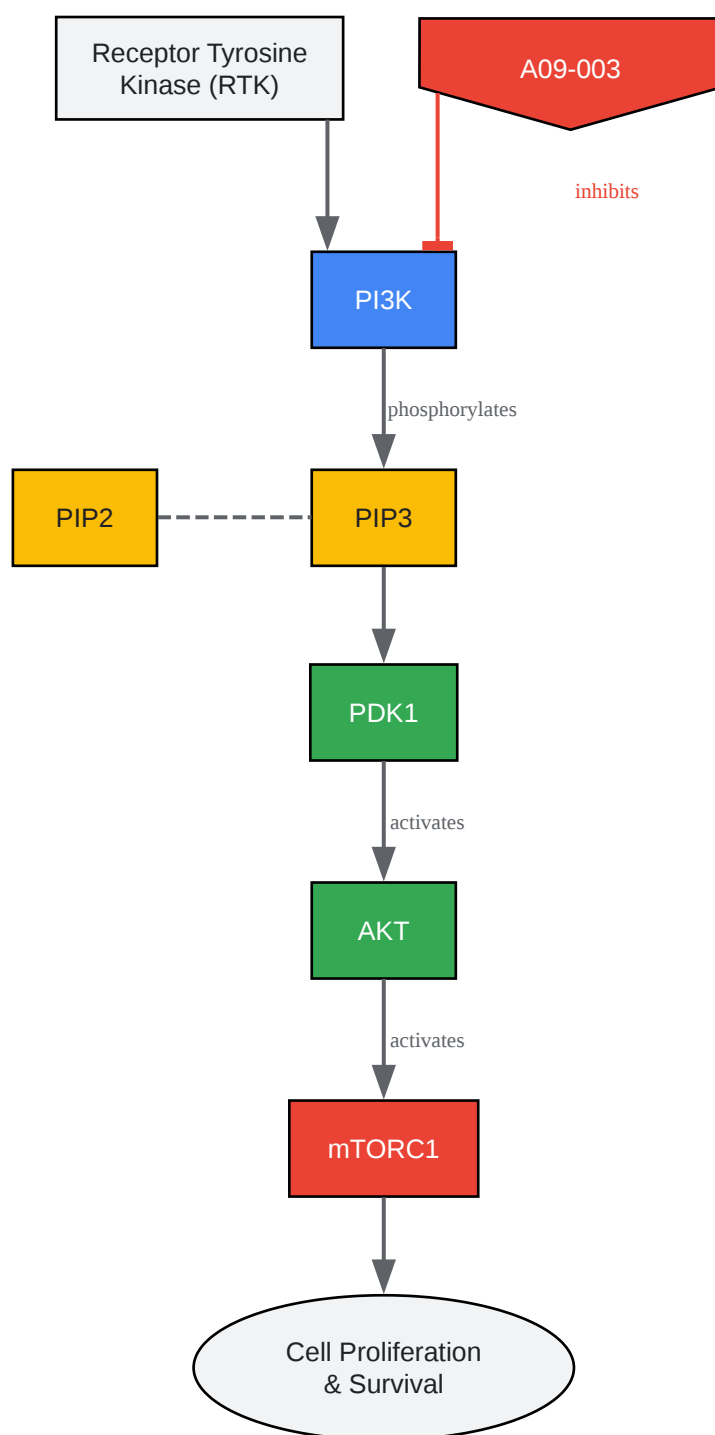 Receptor Tyrosine
Kinase (RTK)
A09-003
inhibits
PI3K
phosphorylates
PIP2
PIP3
PDK1
activates
AKT
activates
mTORC1
Cell Proliferation
& Survival